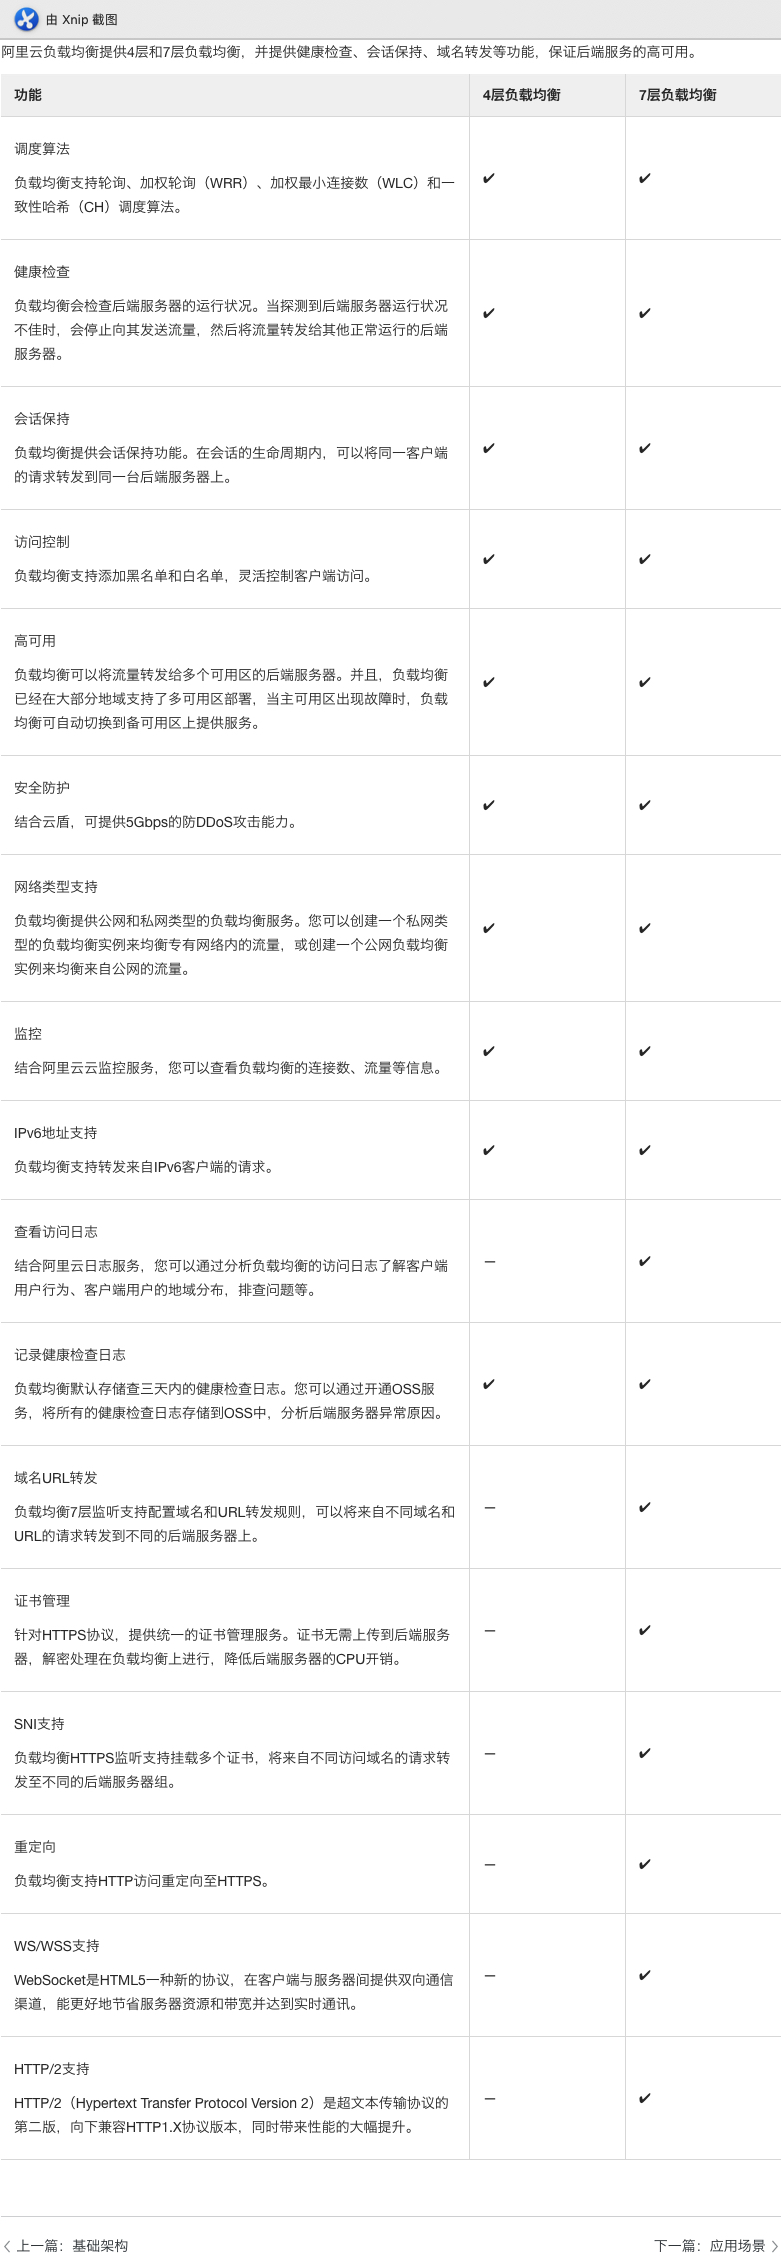 由 Xnip 截图
阿里云负载均衡提供4层和7层负载均衡，并提供健康检查、会话保持、域名转发等功能，保证后端服务的高可用。
功能 4层负载均衡 7层负载均衡
调度算法
负载均衡支持轮询、加权轮询（WRR）、加权最小连接数（WLC）和一
致性哈希（CH）调度算法。
✔ ✔
健康检查
负载均衡会检查后端服务器的运行状况。当探测到后端服务器运行状况
不佳时，会停止向其发送流量，然后将流量转发给其他正常运行的后端
服务器。
✔ ✔
会话保持
负载均衡提供会话保持功能。在会话的生命周期内，可以将同一客户端
的请求转发到同一台后端服务器上。
✔ ✔
访问控制
负载均衡支持添加黑名单和白名单，灵活控制客户端访问。
✔ ✔
高可用
负载均衡可以将流量转发给多个可用区的后端服务器。并且，负载均衡
已经在大部分地域支持了多可用区部署，当主可用区出现故障时，负载
均衡可自动切换到备可用区上提供服务。
✔ ✔
安全防护
结合云盾，可提供5Gbps的防DDoS攻击能力。
✔ ✔
网络类型支持
负载均衡提供公网和私网类型的负载均衡服务。您可以创建一个私网类
型的负载均衡实例来均衡专有网络内的流量，或创建一个公网负载均衡
实例来均衡来自公网的流量。
✔ ✔
监控
结合阿里云云监控服务，您可以查看负载均衡的连接数、流量等信息。
✔ ✔
IPv6地址支持
负载均衡支持转发来自IPv6客户端的请求。
✔ ✔
查看访问日志
结合阿里云日志服务，您可以通过分析负载均衡的访问日志了解客户端
用户行为、客户端用户的地域分布，排查问题等。
– ✔
记录健康检查日志
负载均衡默认存储查三天内的健康检查日志。您可以通过开通OSS服
务，将所有的健康检查日志存储到OSS中，分析后端服务器异常原因。
✔ ✔
域名URL转发
负载均衡7层监听支持配置域名和URL转发规则，可以将来自不同域名和
URL的请求转发到不同的后端服务器上。
– ✔
证书管理
针对HTTPS协议，提供统一的证书管理服务。证书无需上传到后端服务
器，解密处理在负载均衡上进行，降低后端服务器的CPU开销。
– ✔
SNI支持
负载均衡HTTPS监听支持挂载多个证书，将来自不同访问域名的请求转
发至不同的后端服务器组。
– ✔
重定向
负载均衡支持HTTP访问重定向至HTTPS。
– ✔
WS/WSS支持
WebSocket是HTML5一种新的协议，在客户端与服务器间提供双向通信
渠道，能更好地节省服务器资源和带宽并达到实时通讯。
– ✔
HTTP/2支持
HTTP/2（Hypertext Transfer Protocol Version 2）是超文本传输协议的
第二版，向下兼容HTTP1.X协议版本，同时带来性能的大幅提升。
– ✔
上一篇：基础架构 下一篇：应用场景